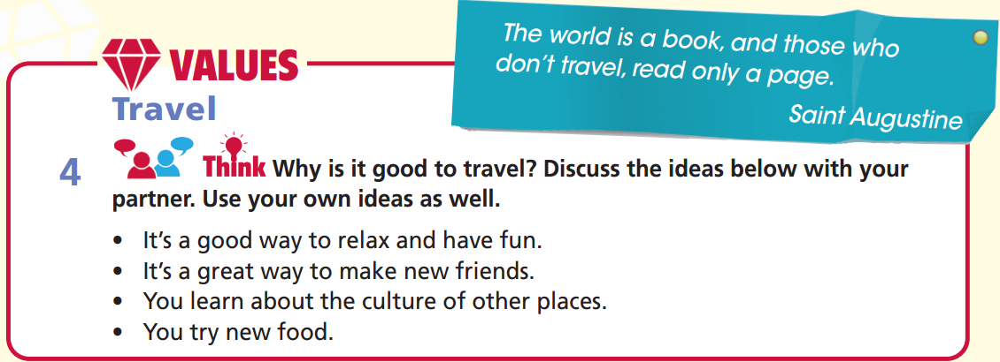 The world is a book, and those who
don't travel, read only a page.
Saint Augustine
VALUES
Travel
4 Think Why is it good to travel? Discuss the ideas below with your
partner. Use your own ideas as well.
• It's a good way to relax and have fun.
• It's a great way to make new friends.
• You learn about the culture of other places.
• You try new food.